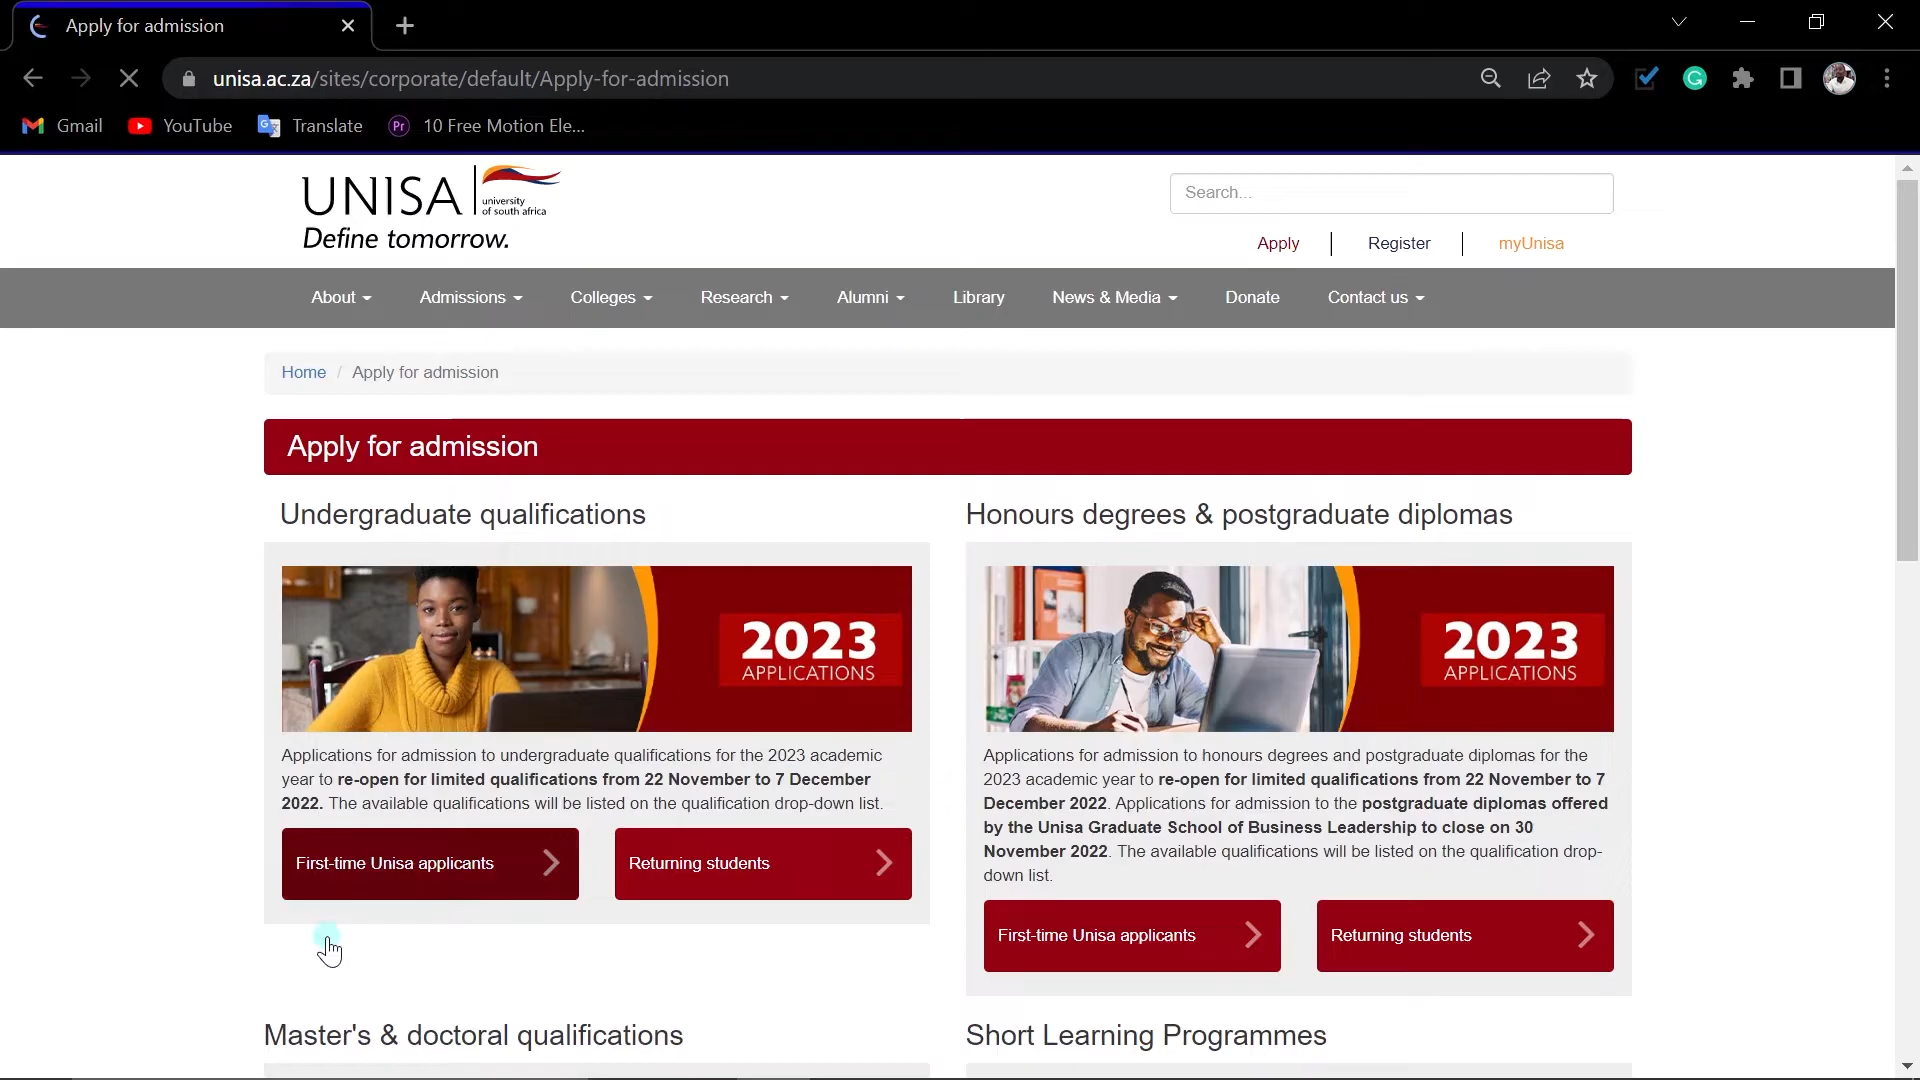 Apply for admission
unisa.ac.za/sites/corporate/default/Apply-for-admission
Gmail
YouTube
Translate
Pr
10 Free Motion Ele...
UNISA
university
of south africa
Define tomorrow.
Search...
Apply
Register
myUnisa
About
Admissions
Colleges
Research
Alumni
Library
News & Media
Donate
Contact us
Home / Apply for admission
Apply for admission
Undergraduate qualifications
2023
APPLICATIONS
Applications for admission to undergraduate qualifications for the 2023 academic
year to re-open for limited qualifications from 22 November to 7 December
2022. The available qualifications will be listed on the qualification drop-down list.
First-time Unisa applicants
Returning students
Honours degrees & postgraduate diplomas
2023
APPLICATIONS
Applications for admission to honours degrees and postgraduate diplomas for the
2023 academic year to re-open for limited qualifications from 22 November to 7
December 2022. Applications for admission to the postgraduate diplomas offered
by the Unisa Graduate School of Business Leadership to close on 30
November 2022. The available qualifications will be listed on the qualification drop-
down list.
First-time Unisa applicants
Returning students
Master's & doctoral qualifications
Short Learning Programmes